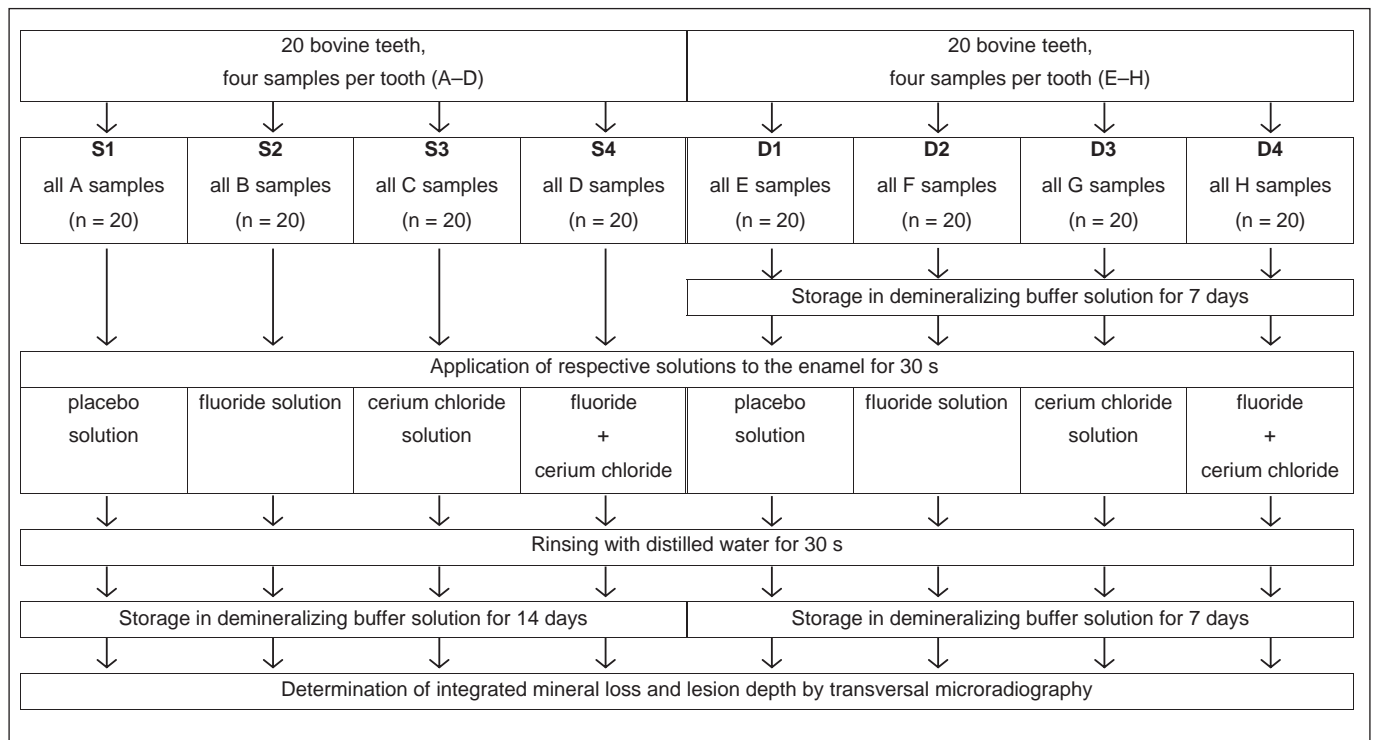 20 bovine teeth,
four samples per tooth (A–D)
20 bovine teeth,
four samples per tooth (E–H)
S1
all A samples
(n = 20)
S2
all B samples
(n = 20)
S3
all C samples
(n = 20)
S4
all D samples
(n = 20)
D1
all E samples
(n = 20)
D2
all F samples
(n = 20)
D3
all G samples
(n = 20)
D4
all H samples
(n = 20)
Storage in demineralizing buffer solution for 7 days
Application of respective solutions to the enamel for 30 s
placebo
solution
fluoride solution
cerium chloride
solution
fluoride
+
cerium chloride
placebo
solution
fluoride solution
cerium chloride
solution
fluoride
+
cerium chloride
Rinsing with distilled water for 30 s
Storage in demineralizing buffer solution for 14 days
Storage in demineralizing buffer solution for 7 days
Determination of integrated mineral loss and lesion depth by transversal microradiography